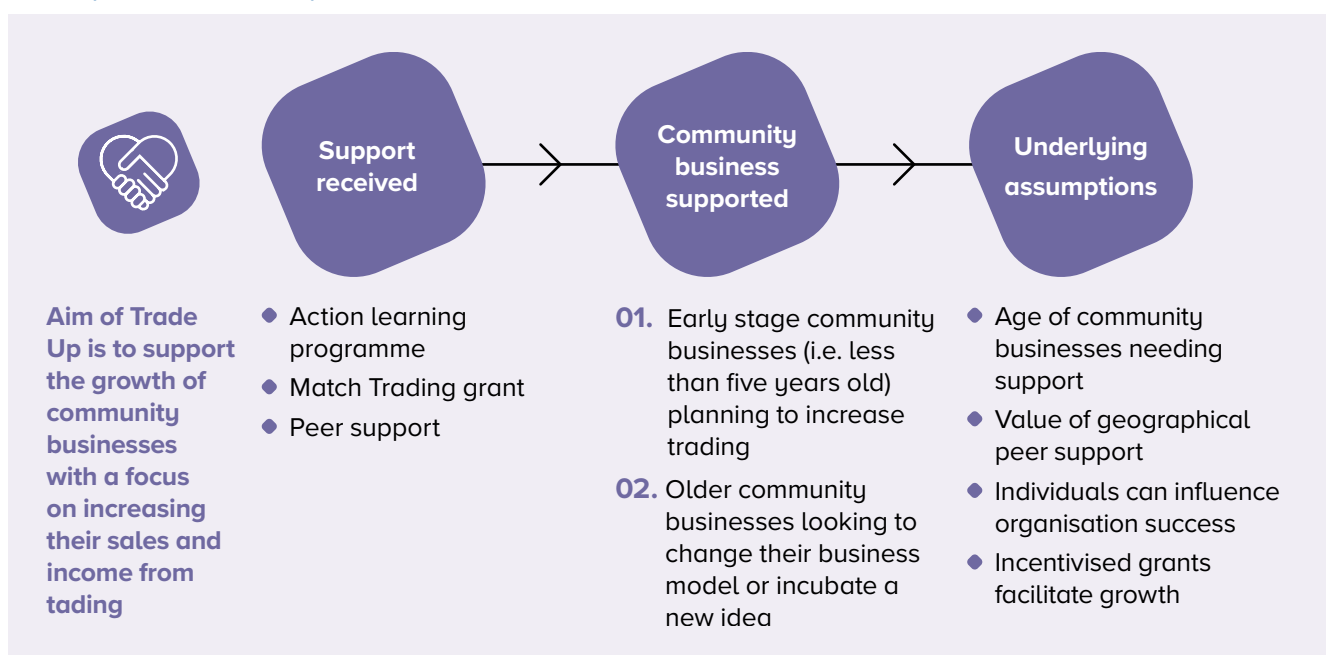 Support
received
Community
business
supported
Underlying
assumptions
Aim of Trade
Up is to support
the growth of
community
businesses
with a focus
on increasing
their sales and
income from
tading
Action learning
programme
Match Trading grant
Peer support
01. Early stage community
businesses (i.e. less
than five years old)
planning to increase
trading
02. Older community
businesses looking to
change their business
model or incubate a
new idea
Age of community
businesses needing
support
Value of geographical
peer support
Individuals can influence
organisation success
Incentivised grants
facilitate growth